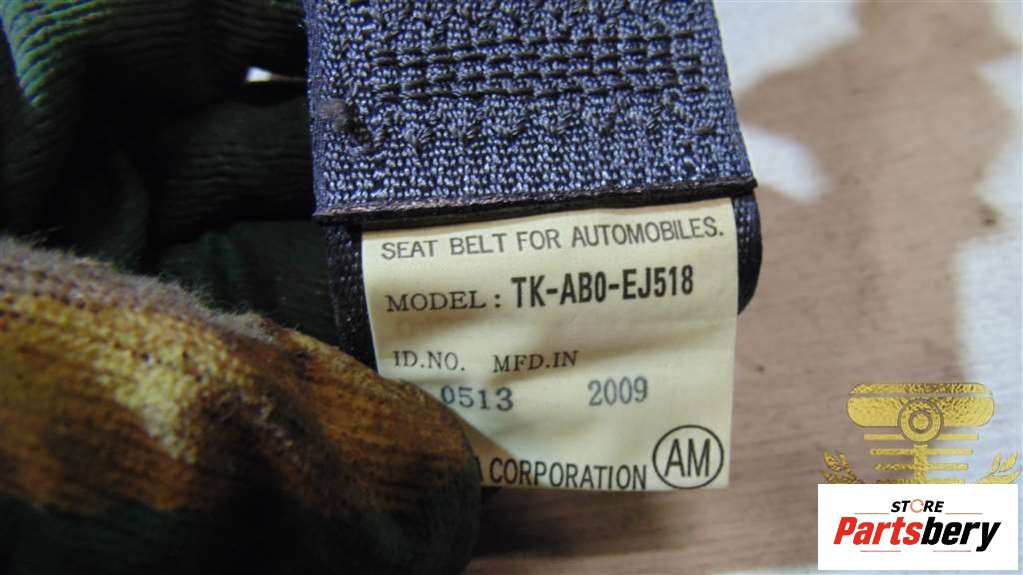 SEAT BELT FOR AUTOMOBILES.
MODEL: TK-AB0-EJ518
ID.NO. MFD.IN
0513 2009
A CORPORATION AM
STORE
Partsbery